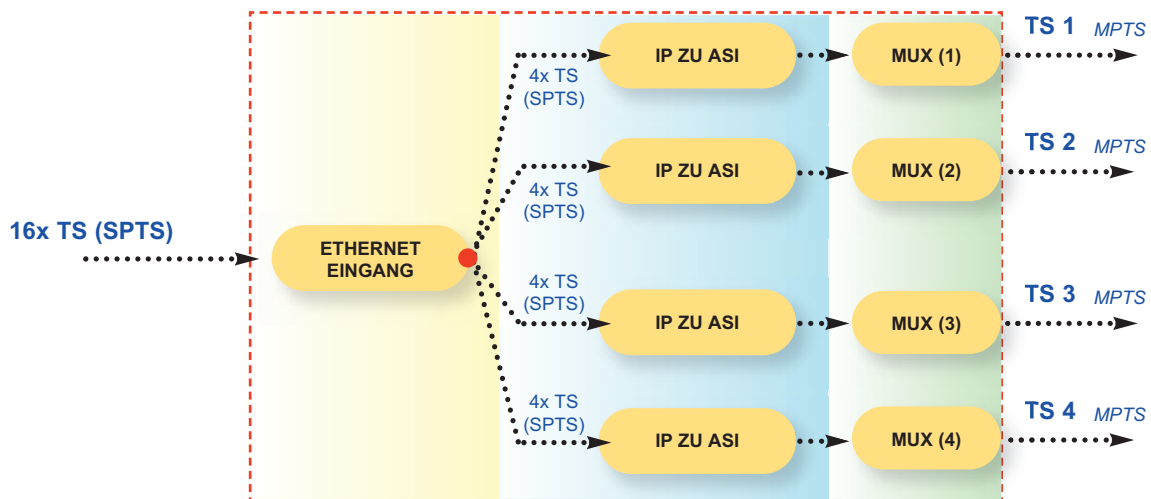 16x TS (SPTS)
ETHERNET
EINGANG
4x TS
(SPTS)
IP ZU ASI
MUX (1)
TS 1 MPTS
4x TS
(SPTS)
IP ZU ASI
MUX (2)
TS 2 MPTS
4x TS
(SPTS)
IP ZU ASI
MUX (3)
TS 3 MPTS
4x TS
(SPTS)
IP ZU ASI
MUX (4)
TS 4 MPTS